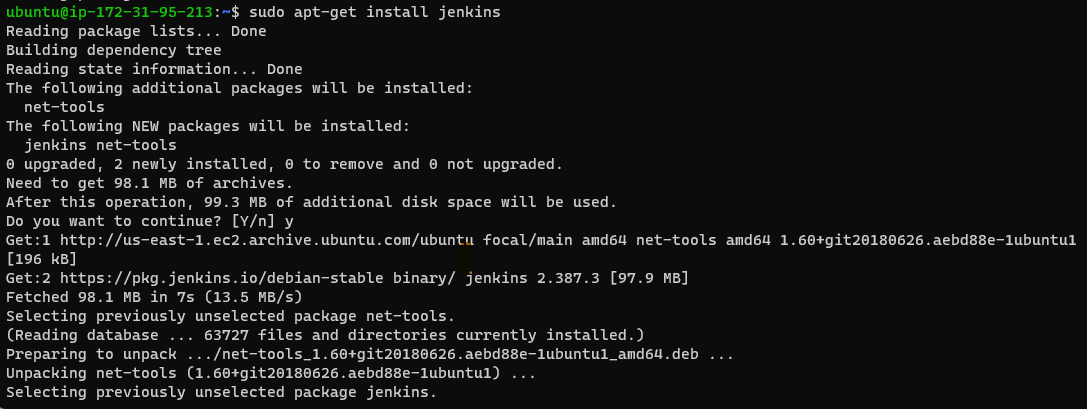 ubuntu@ip-172-31-95-213:~$ sudo apt-get install jenkins
Reading package lists... Done
Building dependency tree
Reading state information... Done
The following additional packages will be installed:
  net-tools
The following NEW packages will be installed:
  jenkins net-tools
0 upgraded, 2 newly installed, 0 to remove and 0 not upgraded.
Need to get 98.1 MB of archives.
After this operation, 99.3 MB of additional disk space will be used.
Do you want to continue? [Y/n] y
Get:1 http://us-east-1.ec2.archive.ubuntu.com/ubuntu focal/main amd64 net-tools amd64 1.60+git20180626.aebd88e-1ubuntu1
[196 kB]
Get:2 https://pkg.jenkins.io/debian-stable binary/ jenkins 2.387.3 [97.9 MB]
Fetched 98.1 MB in 7s (13.5 MB/s)
Selecting previously unselected package net-tools.
(Reading database ... 63727 files and directories currently installed.)
Preparing to unpack .../net-tools_1.60+git20180626.aebd88e-1ubuntu1_amd64.deb ...
Unpacking net-tools (1.60+git20180626.aebd88e-1ubuntu1) ...
Selecting previously unselected package jenkins.